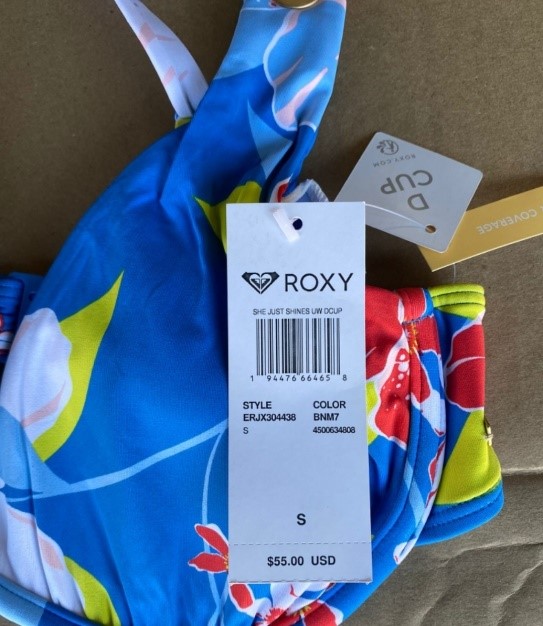 ROXY.COM
D
CUP
COVERAGE
ROXY
SHE JUST SHINES UW DCUP
1 94476 66465 8
STYLE COLOR
ERJX304438 BNM7
S 4500634808
S
$55.00 USD